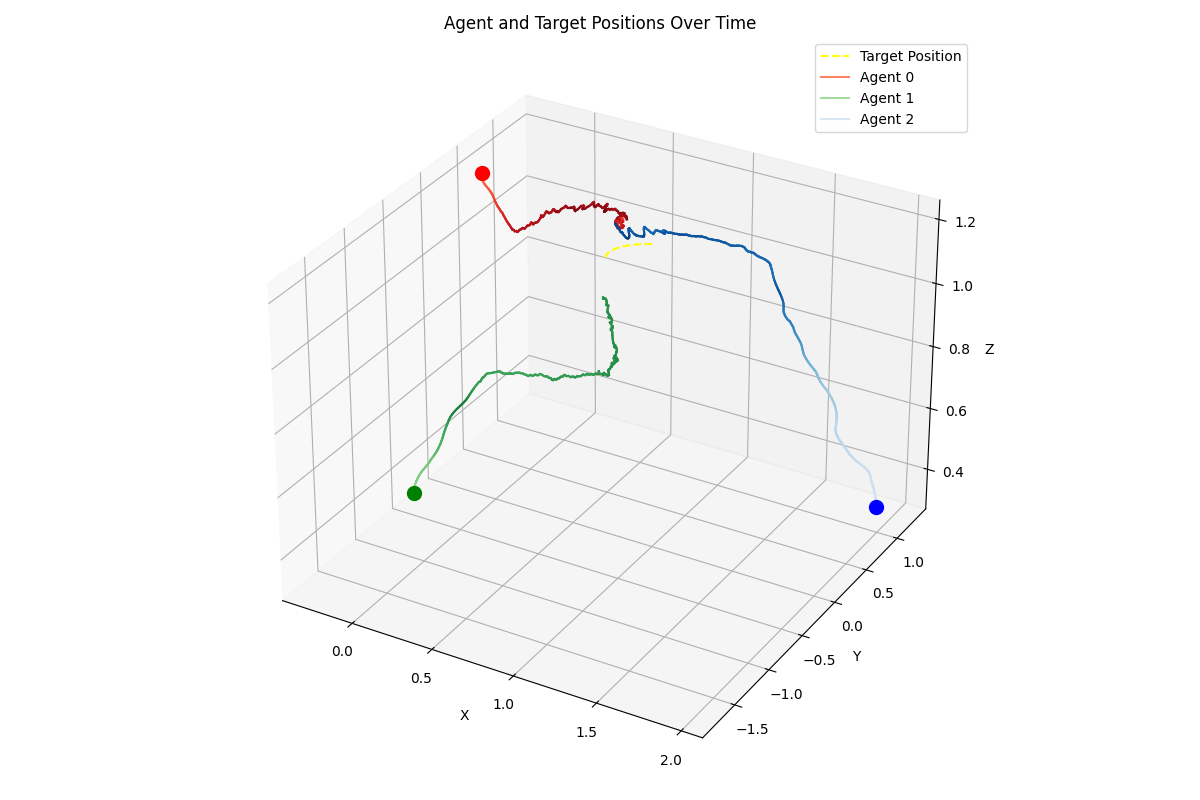 Agent and Target Positions Over Time
Target Position
Agent 0
Agent 1
Agent 2
1.2
1.0
0.8
0.6
0.4
Z
1.0
0.5
0.0
−0.5
−1.0
−1.5
Y
0.0
0.5
1.0
1.5
2.0
X